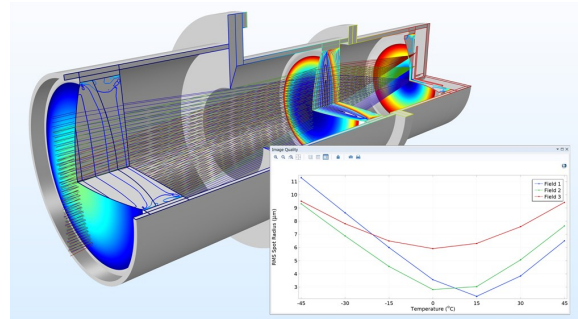 Image Quality
Field 1
Field 2
Field 3
RMS Spot Radius (µm)
11
10
9
8
7
6
5
4
3
-45
-30
-15
0
15
30
45
Temperature (°C)